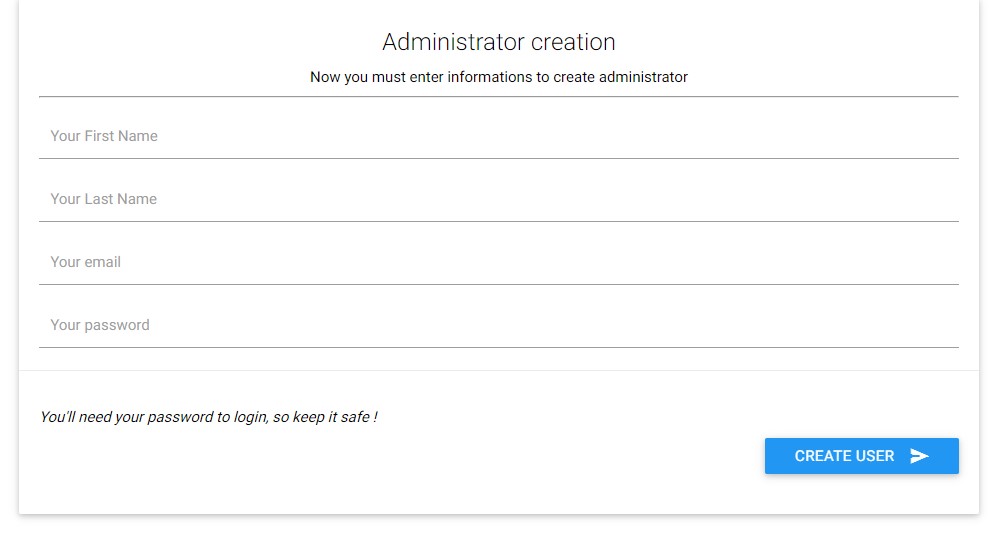 Administrator creation
Now you must enter informations to create administrator
Your First Name
Your Last Name
Your email
Your password
You'll need your password to login, so keep it safe !
CREATE USER